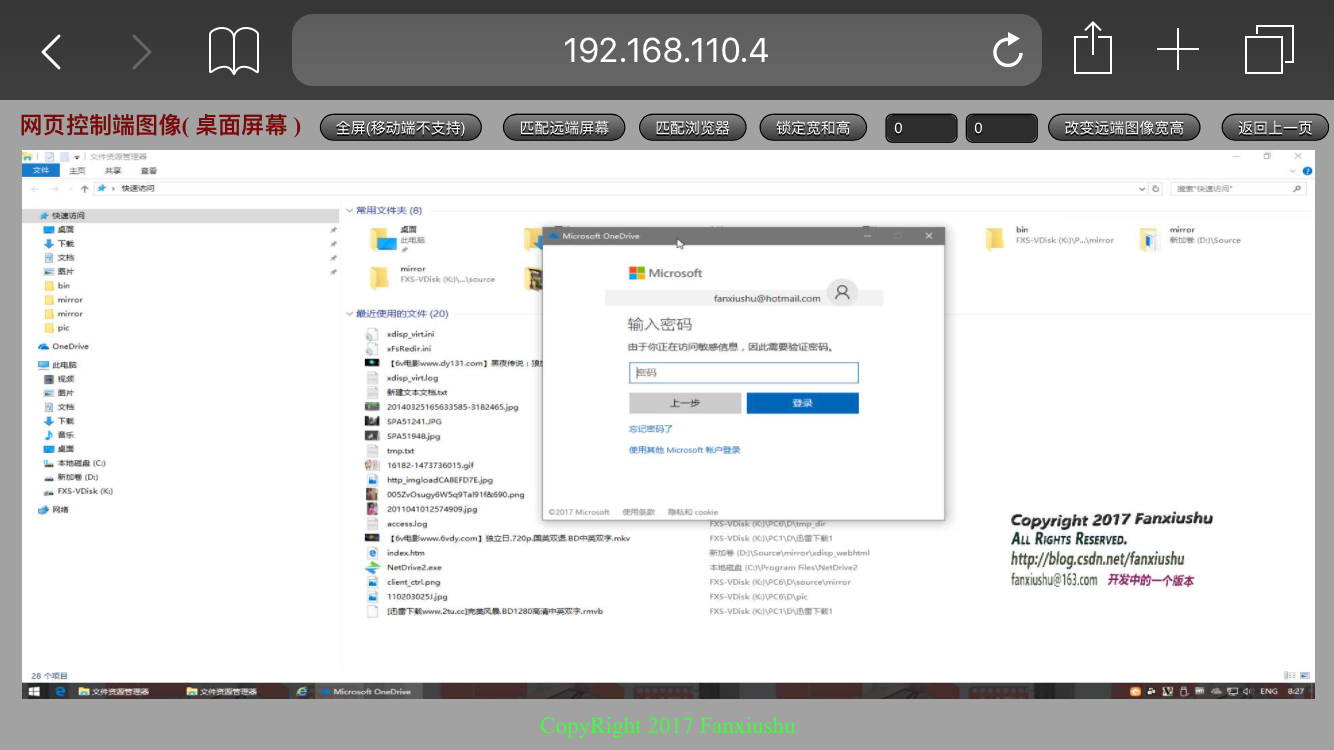 192.168.110.4
网页控制端图像( 桌面屏幕 )
全屏(移动端不支持)
匹配远端屏幕
匹配浏览器
锁定宽和高
0
0
改变远端图像宽高
返回上一页
文件资源管理器
文件 主页 共享 查看
快速访问
搜索"快速访问"
快速访问
桌面
下载
文档
图片
bin
mirror
mirror
pic
OneDrive
此电脑
视频
图片
文档
下载
音乐
桌面
本地磁盘 (C:)
新加卷 (D:)
FXS-VDisk (K:)
网络
常用文件夹 (8)
桌面
此电脑
bin
FXS-VDisk (K:)\P...\mirror
mirror
新加卷 (D:)\Source
mirror
FXS-VDisk (K:)\...\source
最近使用的文件 (20)
xdisp_virt.ini
xFsRedir.ini
【6v电影www.dy131.com】黑夜传说：狼
xdisp_virt.log
新建文本文档.txt
20140325165633585-3182465.jpg
SPA51241.JPG
SPA51948.jpg
tmp.txt
16182-1473736015.gif
http_imgloadCA8EFD7E.jpg
005ZvOsugy6W5q9Tal91f&690.png
2011041012574909.jpg
access.log FXS-VDisk (K:)\PC6\D\tmp_dir
【6v电影www.6vdy.com】独立日.720p.国英双语.BD中英双字.mkv FXS-VDisk (K:)\PC1\D\迅雷下载1
index.htm 新加卷 (D:)\Source\mirror\xdisp_webhtml
NetDrive2.exe 本地磁盘 (C:)\Program Files\NetDrive2
client_ctrl.png FXS-VDisk (K:)\PC6\D\source\mirror
110203025J.jpg FXS-VDisk (K:)\PC6\D\pic
[迅雷下载www.2tu.cc]完美风暴.BD1280高清中英双字.rmvb FXS-VDisk (K:)\PC1\D\迅雷下载1
Microsoft OneDrive
Microsoft
fanxiushu@hotmail.com
输入密码
由于你正在访问敏感信息，因此需要验证密码。
密码
上一步 登录
忘记密码了
使用其他 Microsoft 帐户登录
©2017 Microsoft 使用条款 隐私和 cookie
Copyright 2017 Fanxiushu
All Rights Reserved.
http://blog.csdn.net/fanxiushu
fanxiushu@163.com 开发中的一个版本
28 个项目
文件资源管理器 文件资源管理器 Microsoft OneDrive ENG 8:27
CopyRight 2017 Fanxiushu